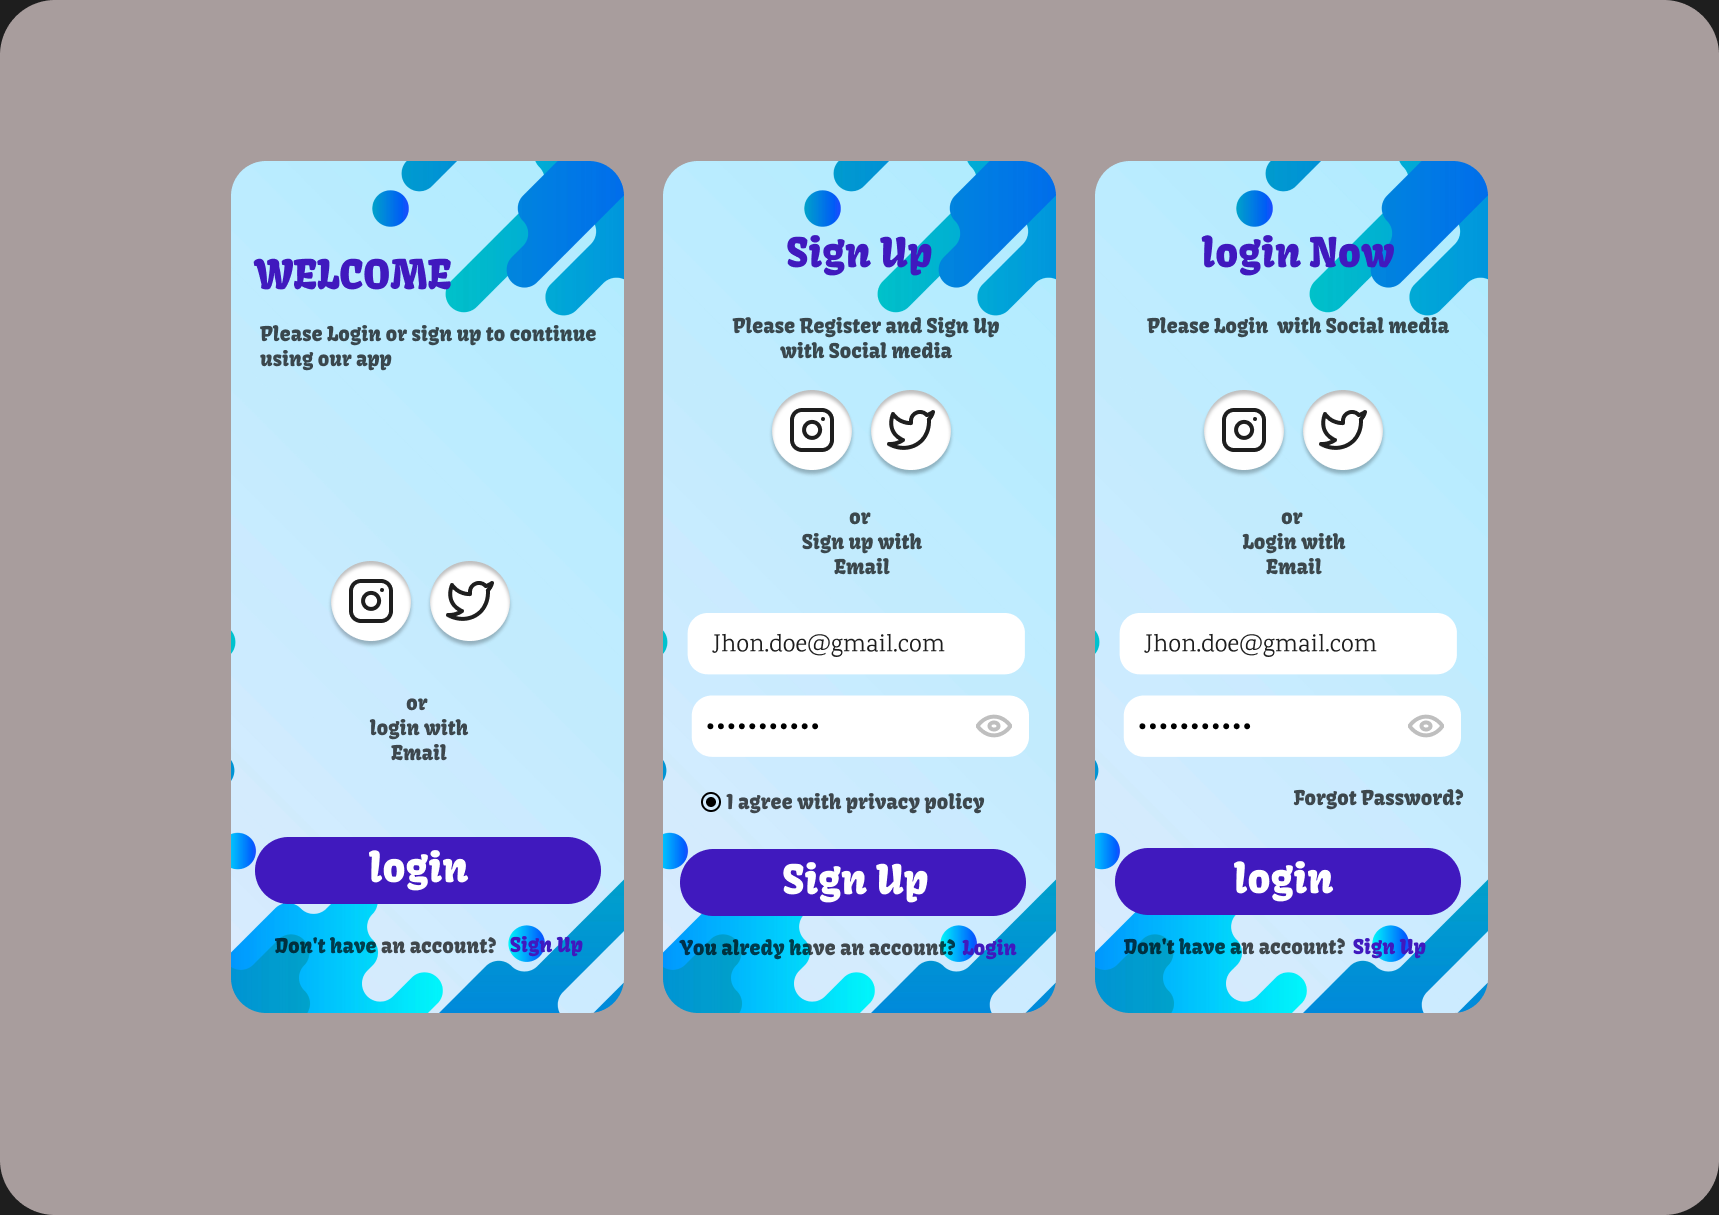 WELCOME
Please Login or sign up to continue
using our app
or
login with
Email
login
Don't have an account? Sign Up
Sign Up
Please Register and Sign Up
with Social media
or
Sign up with
Email
Jhon.doe@gmail.com
•••••••••••
I agree with privacy policy
Sign Up
You alredy have an account? Login
login Now
Please Login with Social media
or
Login with
Email
Jhon.doe@gmail.com
•••••••••••
Forgot Password?
login
Don't have an account? Sign Up